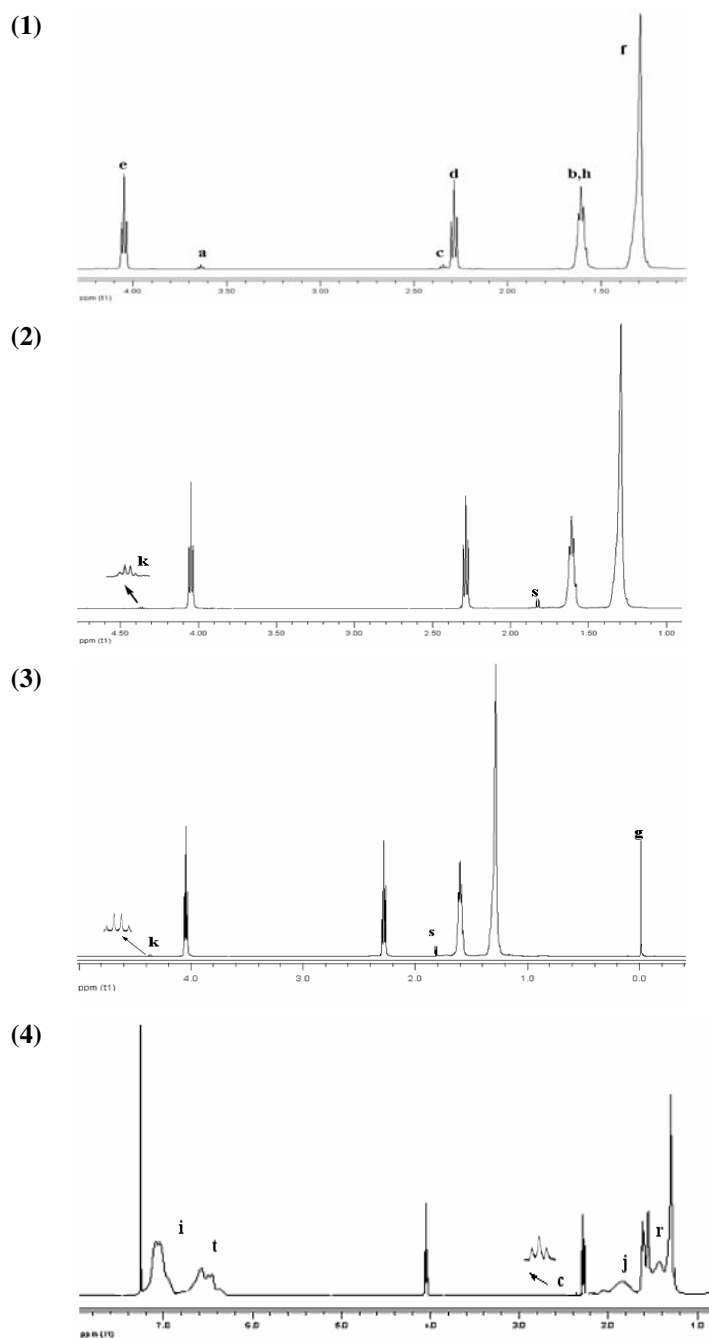 (1)
f
e
d
b,h
a
c
4.00 3.50 3.00 2.50 2.00 1.50
ppm (t1)
(2)
k
s
4.50 4.00 3.50 3.00 2.50 2.00 1.50 1.00
ppm (t1)
(3)
g
s
k
4.0 3.0 2.0 1.0 0.0
ppm (t1)
(4)
i
t
r
c
j
7.0 6.0 5.0 4.0 3.0 2.0 1.0
ppm (t1)